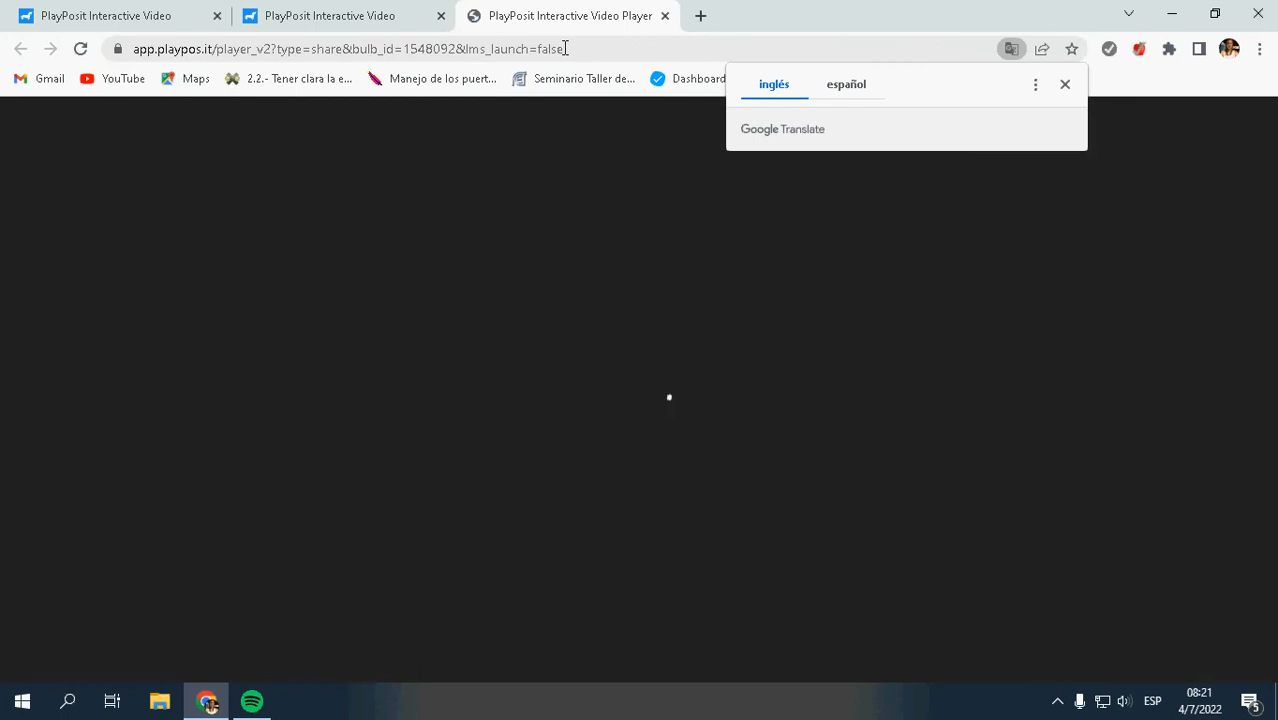 PlayPosit Interactive Video PlayPosit Interactive Video PlayPosit Interactive Video Player
app.playpos.it/player_v2?type=share&bulb_id=1548092&lms_launch=false
Gmail YouTube Maps 2.2.- Tener clara la e... Manejo de los puert... Seminario Taller de... Dashboard
inglés español
Google Translate
ESP
08:21
4/7/2022
5